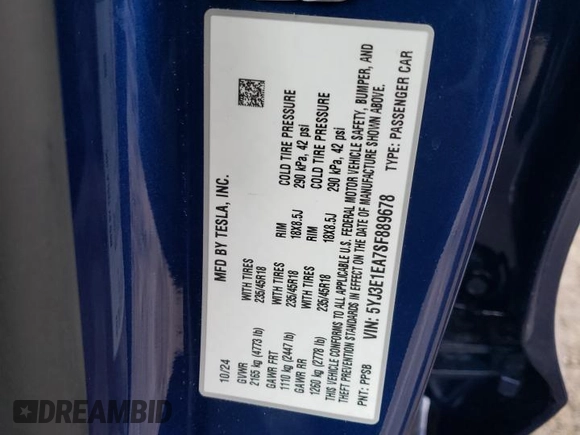 MFD BY TESLA, INC.
10/24
GVWR
2165 kg (4773 lb)
GAWR FRT WITH TIRES RIM COLD TIRE PRESSURE
1110 kg (2447 lb) 235/45R18 18X8.5J 290 kPa, 42 psi
GAWR RR WITH TIRES RIM COLD TIRE PRESSURE
1260 kg (2778 lb) 235/45R18 18X8.5J 290 kPa, 42 psi
THIS VEHICLE CONFORMS TO ALL APPLICABLE U.S. FEDERAL MOTOR VEHICLE SAFETY, BUMPER, AND
THEFT PREVENTION STANDARDS IN EFFECT ON THE DATE OF MANUFACTURE SHOWN ABOVE.
VIN: 5YJ3E1EA7SF889678
PNT: PPSB TYPE: PASSENGER CAR
DREAMBID